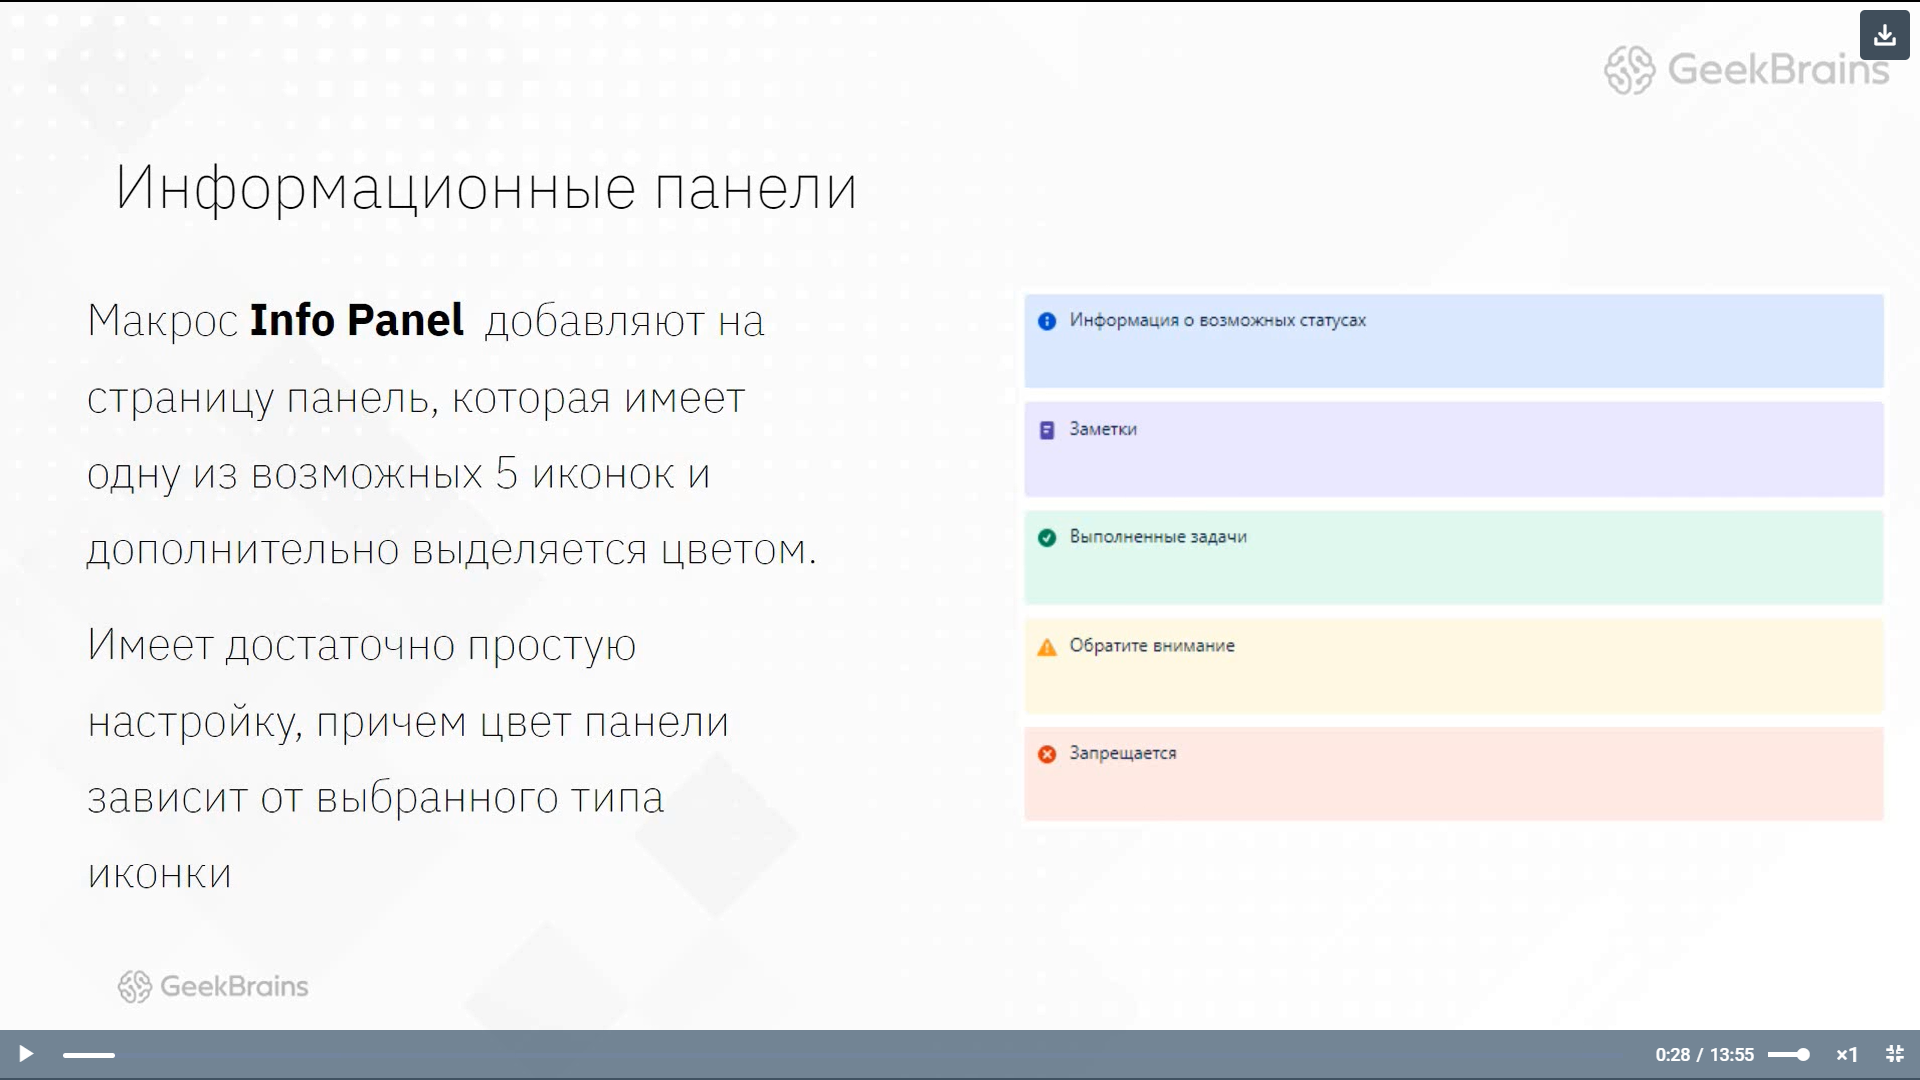 GeekBrains
Информационные панели
Макрос Info Panel добавляют на
страницу панель, которая имеет
одну из возможных 5 иконок и
дополнительно выделяется цветом.
Имеет достаточно простую
настройку, причем цвет панели
зависит от выбранного типа
иконки
Информация о возможных статусах
Заметки
Выполненные задачи
Обратите внимание
Запрещается
GeekBrains
0:28 / 13:55 ×1